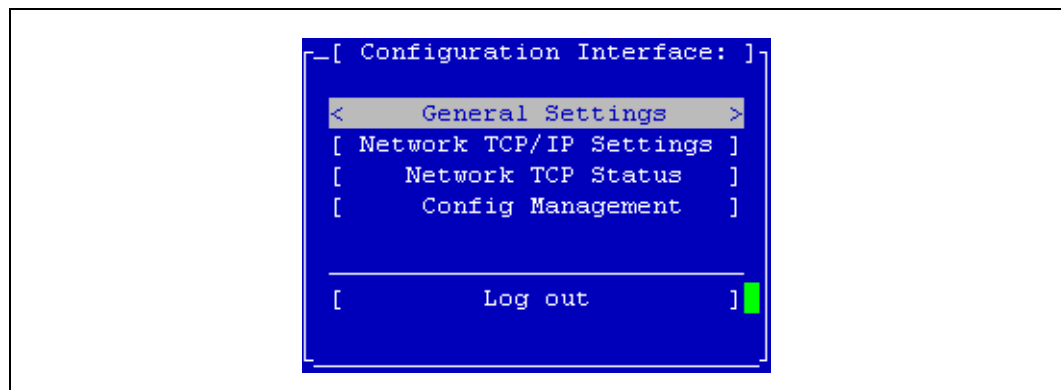 [ Configuration Interface: ]
< General Settings >
[ Network TCP/IP Settings ]
[ Network TCP Status ]
[ Config Management ]
[ Log out ]